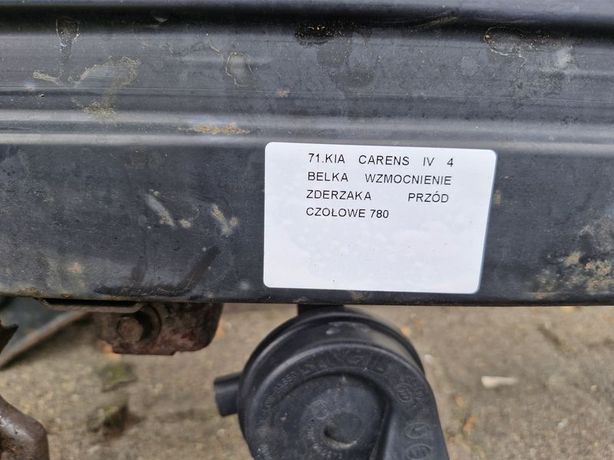 71.KIA CARENS IV 4
BELKA WZMOCNIENIE
ZDERZAKA PRZÓD
CZOŁOWE 780